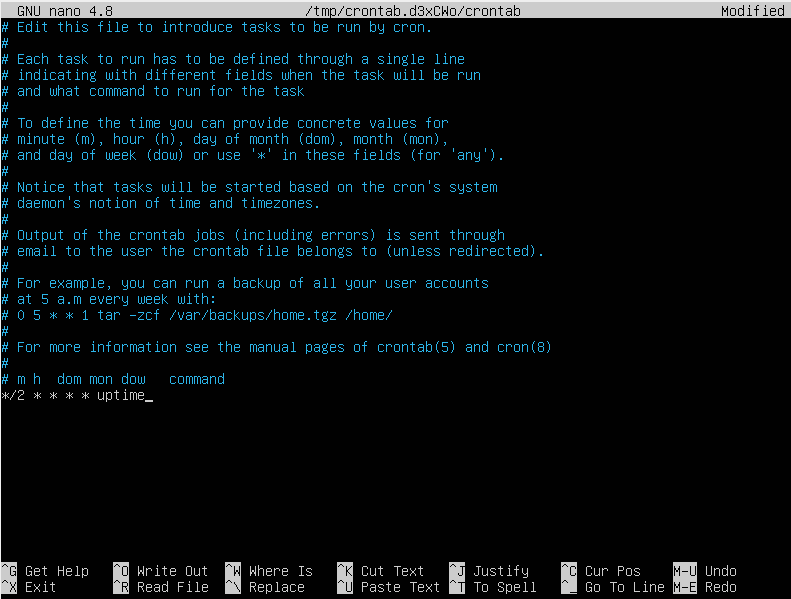 GNU nano 4.8 /tmp/crontab.d3xCWo/crontab Modified
# Edit this file to introduce tasks to be run by cron.
#
# Each task to run has to be defined through a single line
# indicating with different fields when the task will be run
# and what command to run for the task
#
# To define the time you can provide concrete values for
# minute (m), hour (h), day of month (dom), month (mon),
# and day of week (dow) or use '*' in these fields (for 'any').
#
# Notice that tasks will be started based on the cron's system
# daemon's notion of time and timezones.
#
# Output of the crontab jobs (including errors) is sent through
# email to the user the crontab file belongs to (unless redirected).
#
# For example, you can run a backup of all your user accounts
# at 5 a.m every week with:
# 0 5 * * 1 tar -zcf /var/backups/home.tgz /home/
#
# For more information see the manual pages of crontab(5) and cron(8)
#
# m h  dom mon dow   command
*/2 * * * * uptime_
^G Get Help ^O Write Out ^W Where Is ^K Cut Text ^J Justify ^C Cur Pos M-U Undo
^X Exit ^R Read File ^\ Replace ^U Paste Text ^T To Spell ^_ Go To Line M-E Redo